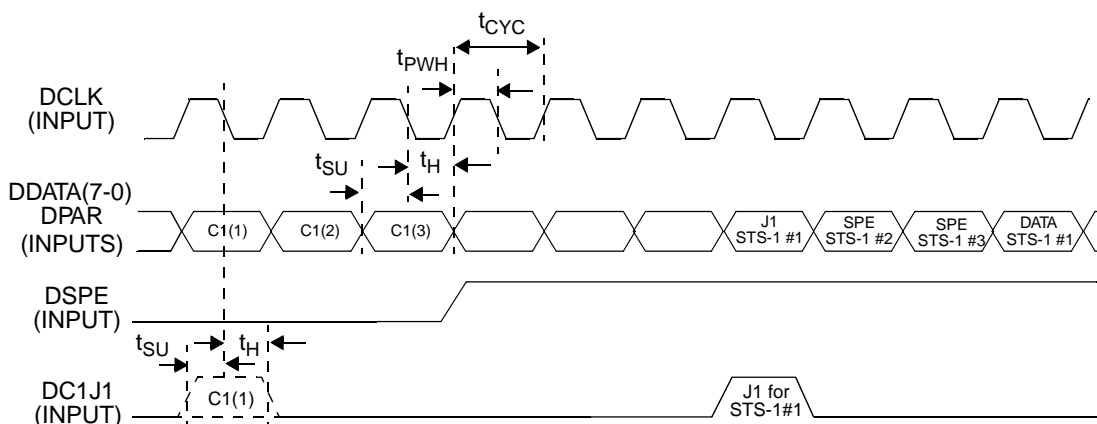 tCYC
tPWH
DCLK
(INPUT)
tSU
tH
DDATA(7-0)
DPAR
(INPUTS)
C1(1)
C1(2)
C1(3)
J1
STS-1 #1
SPE
STS-1 #2
SPE
STS-1 #3
DATA
STS-1 #1
DSPE
(INPUT)
tSU
tH
DC1J1
(INPUT)
C1(1)
J1 for
STS-1#1